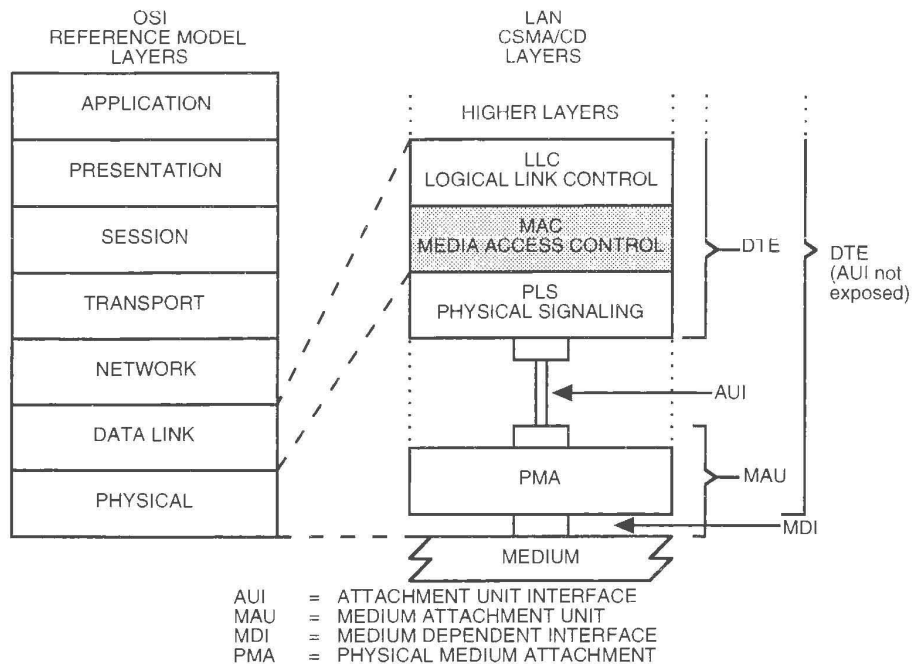 OSI
REFERENCE MODEL
LAYERS
APPLICATION
PRESENTATION
SESSION
TRANSPORT
NETWORK
DATA LINK
PHYSICAL
LAN
CSMA/CD
LAYERS
HIGHER LAYERS
LLC
LOGICAL LINK CONTROL
MAC
MEDIA ACCESS CONTROL
PLS
PHYSICAL SIGNALING
DTE
DTE
(AUI not
exposed)
AUI
PMA
MAU
MDI
MEDIUM
AUI = ATTACHMENT UNIT INTERFACE
MAU = MEDIUM ATTACHMENT UNIT
MDI = MEDIUM DEPENDENT INTERFACE
PMA = PHYSICAL MEDIUM ATTACHMENT